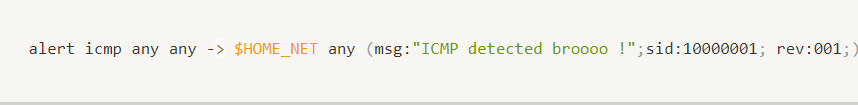 alert icmp any any -> $HOME_NET any (msg:"ICMP detected broooo !";sid:10000001; rev:001;)